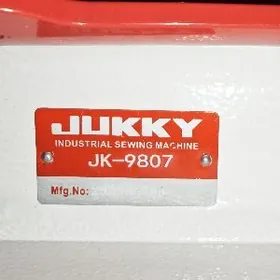 JUKKY
INDUSTRIAL SEWING MACHINE
JK-9807
Mfg.No: